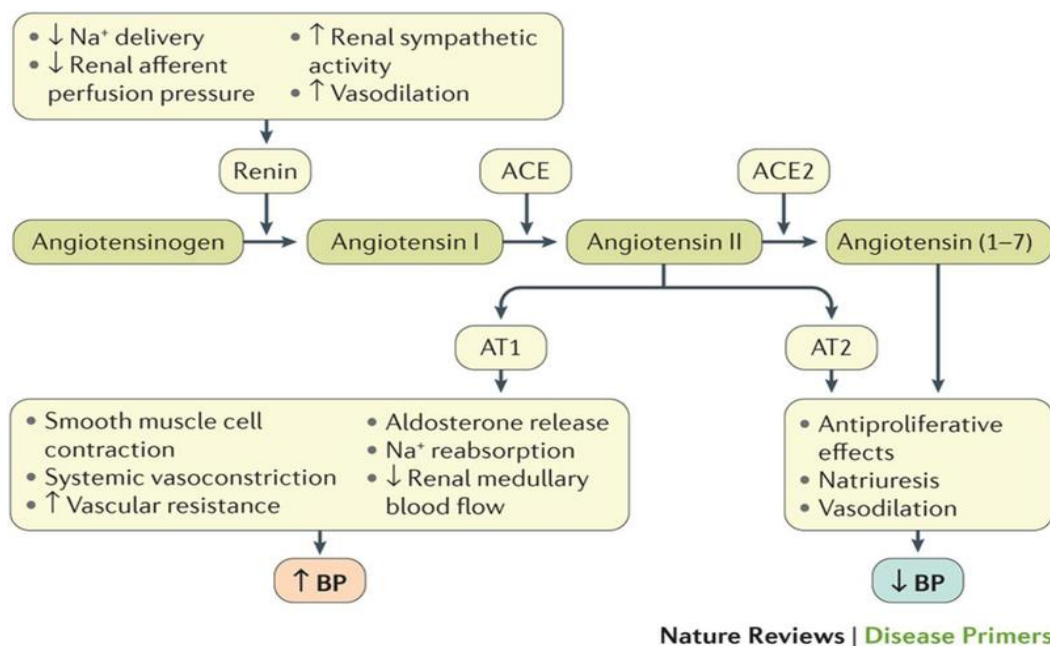 • ↓ Na⁺ delivery
• ↓ Renal afferent
perfusion pressure
• ↑ Renal sympathetic
activity
• ↑ Vasodilation
Renin
ACE
ACE2
Angiotensinogen
Angiotensin I
Angiotensin II
Angiotensin (1–7)
AT1
AT2
• Smooth muscle cell
contraction
• Systemic vasoconstriction
• ↑ Vascular resistance
• Aldosterone release
• Na⁺ reabsorption
• ↓ Renal medullary
blood flow
• Antiproliferative
effects
• Natriuresis
• Vasodilation
↑ BP
↓ BP
Nature Reviews | Disease Primers